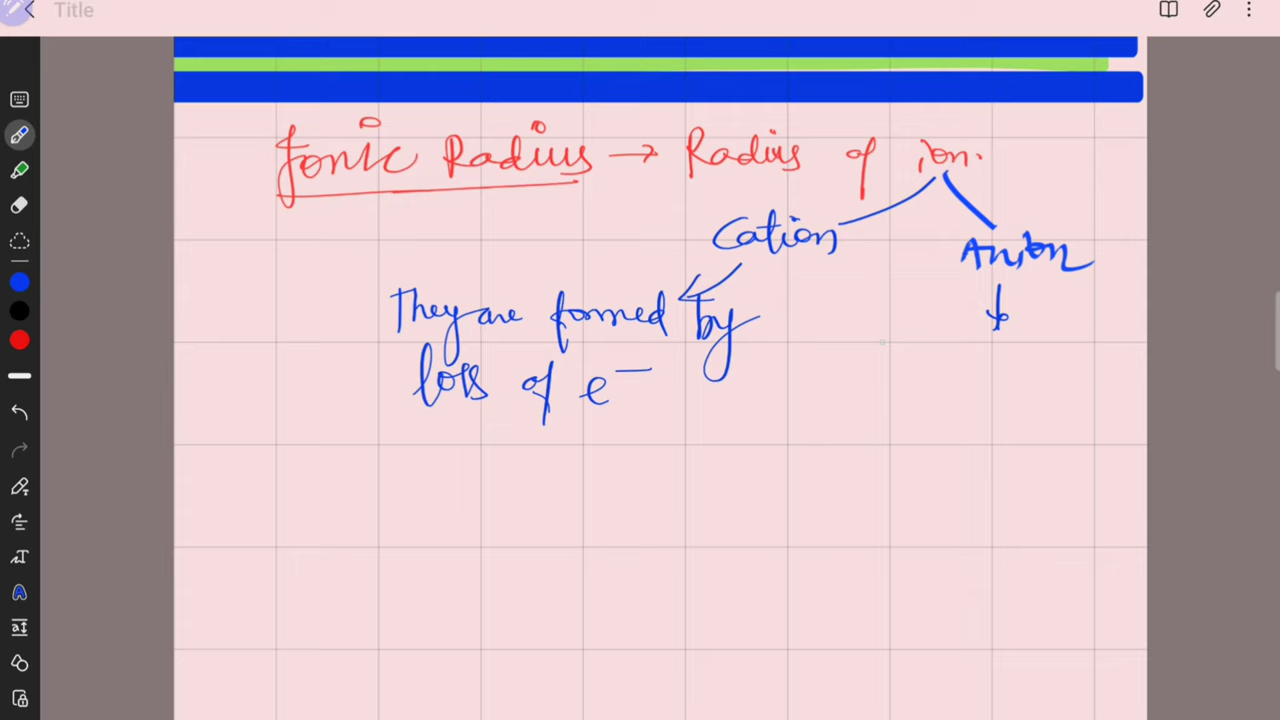 Title
Ionic Radius → Radius of ion.
Cation
Anion
They are formed by
loss of e⁻